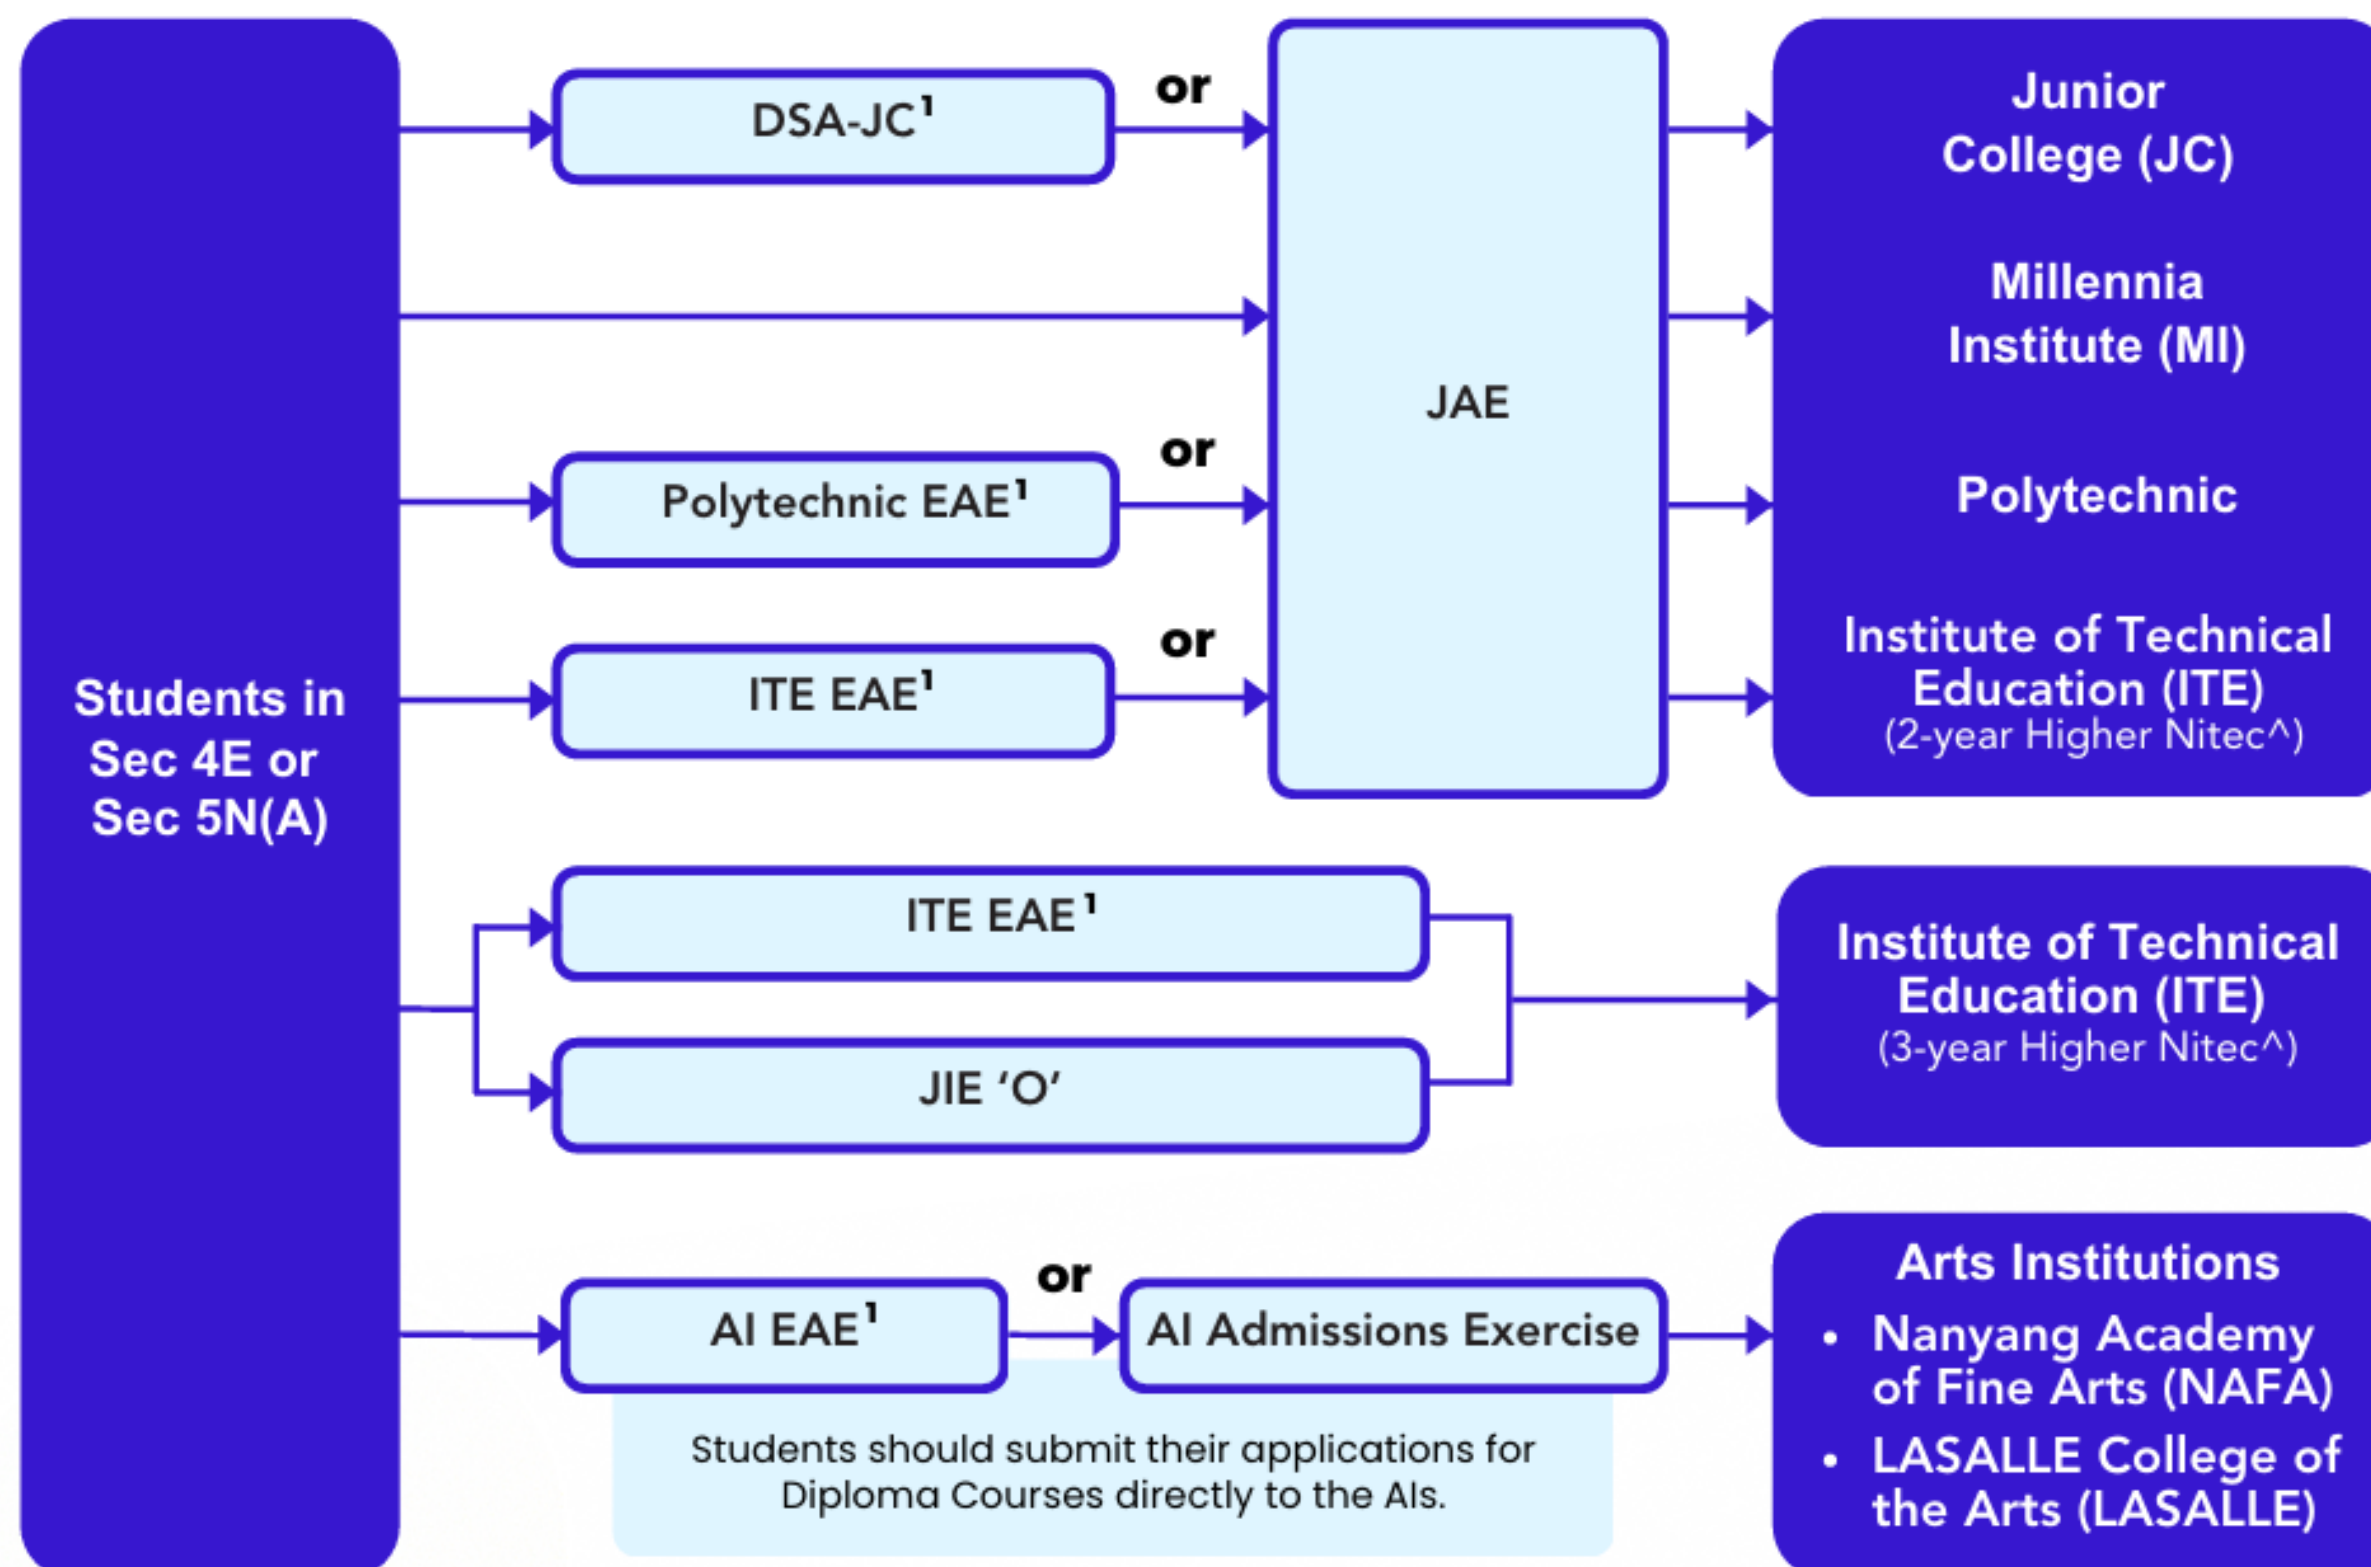 Students in
Sec 4E or
Sec 5N(A)
DSA-JC¹
or
JAE
Polytechnic EAE¹
or
ITE EAE¹
or
Junior
College (JC)
Millennia
Institute (MI)
Polytechnic
Institute of Technical
Education (ITE)
(2-year Higher Nitec^)
ITE EAE¹
JIE ‘O’
Institute of Technical
Education (ITE)
(3-year Higher Nitec^)
AI EAE¹
or
AI Admissions Exercise
Students should submit their applications for
Diploma Courses directly to the AIs.
Arts Institutions
• Nanyang Academy
of Fine Arts (NAFA)
• LASALLE College of
the Arts (LASALLE)